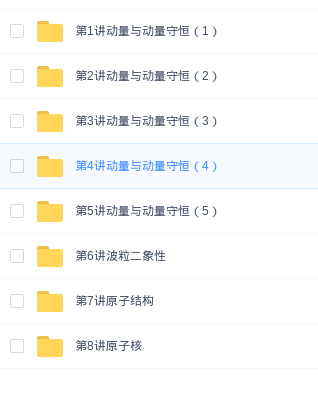 第1讲动量与动量守恒（1）
第2讲动量与动量守恒（2）
第3讲动量与动量守恒（3）
第4讲动量与动量守恒（4）
第5讲动量与动量守恒（5）
第6讲波粒二象性
第7讲原子结构
第8讲原子核